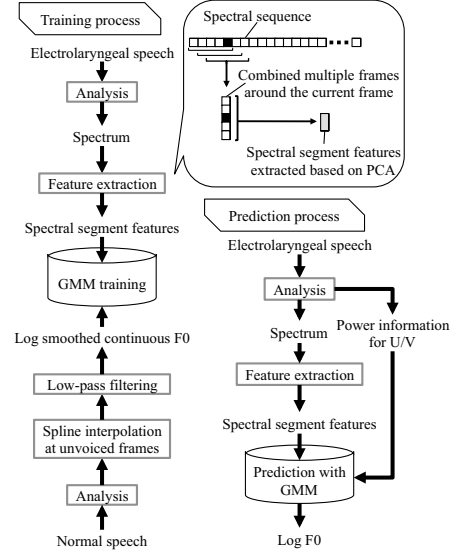 Training process
Electrolaryngeal speech
Analysis
Spectrum
Feature extraction
Spectral segment features
GMM training
Log smoothed continuous F0
Low-pass filtering
Spline interpolation
at unvoiced frames
Analysis
Normal speech
Spectral sequence
Combined multiple frames
around the current frame
Spectral segment features
extracted based on PCA
Prediction process
Electrolaryngeal speech
Analysis
Power information
for U/V
Spectrum
Feature extraction
Spectral segment features
Prediction with
GMM
Log F0